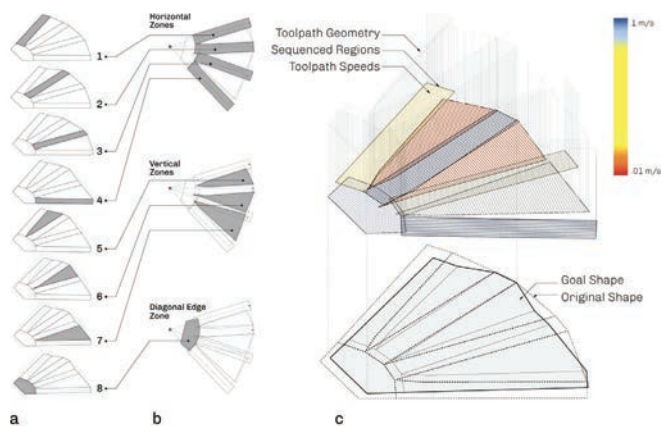 Horizontal
Zones
1
2
3
4
Vertical
Zones
5
6
7
Diagonal Edge
Zone
8
a
b
Toolpath Geometry
Sequenced Regions
Toolpath Speeds
1 m/s
.01 m/s
Goal Shape
Original Shape
c